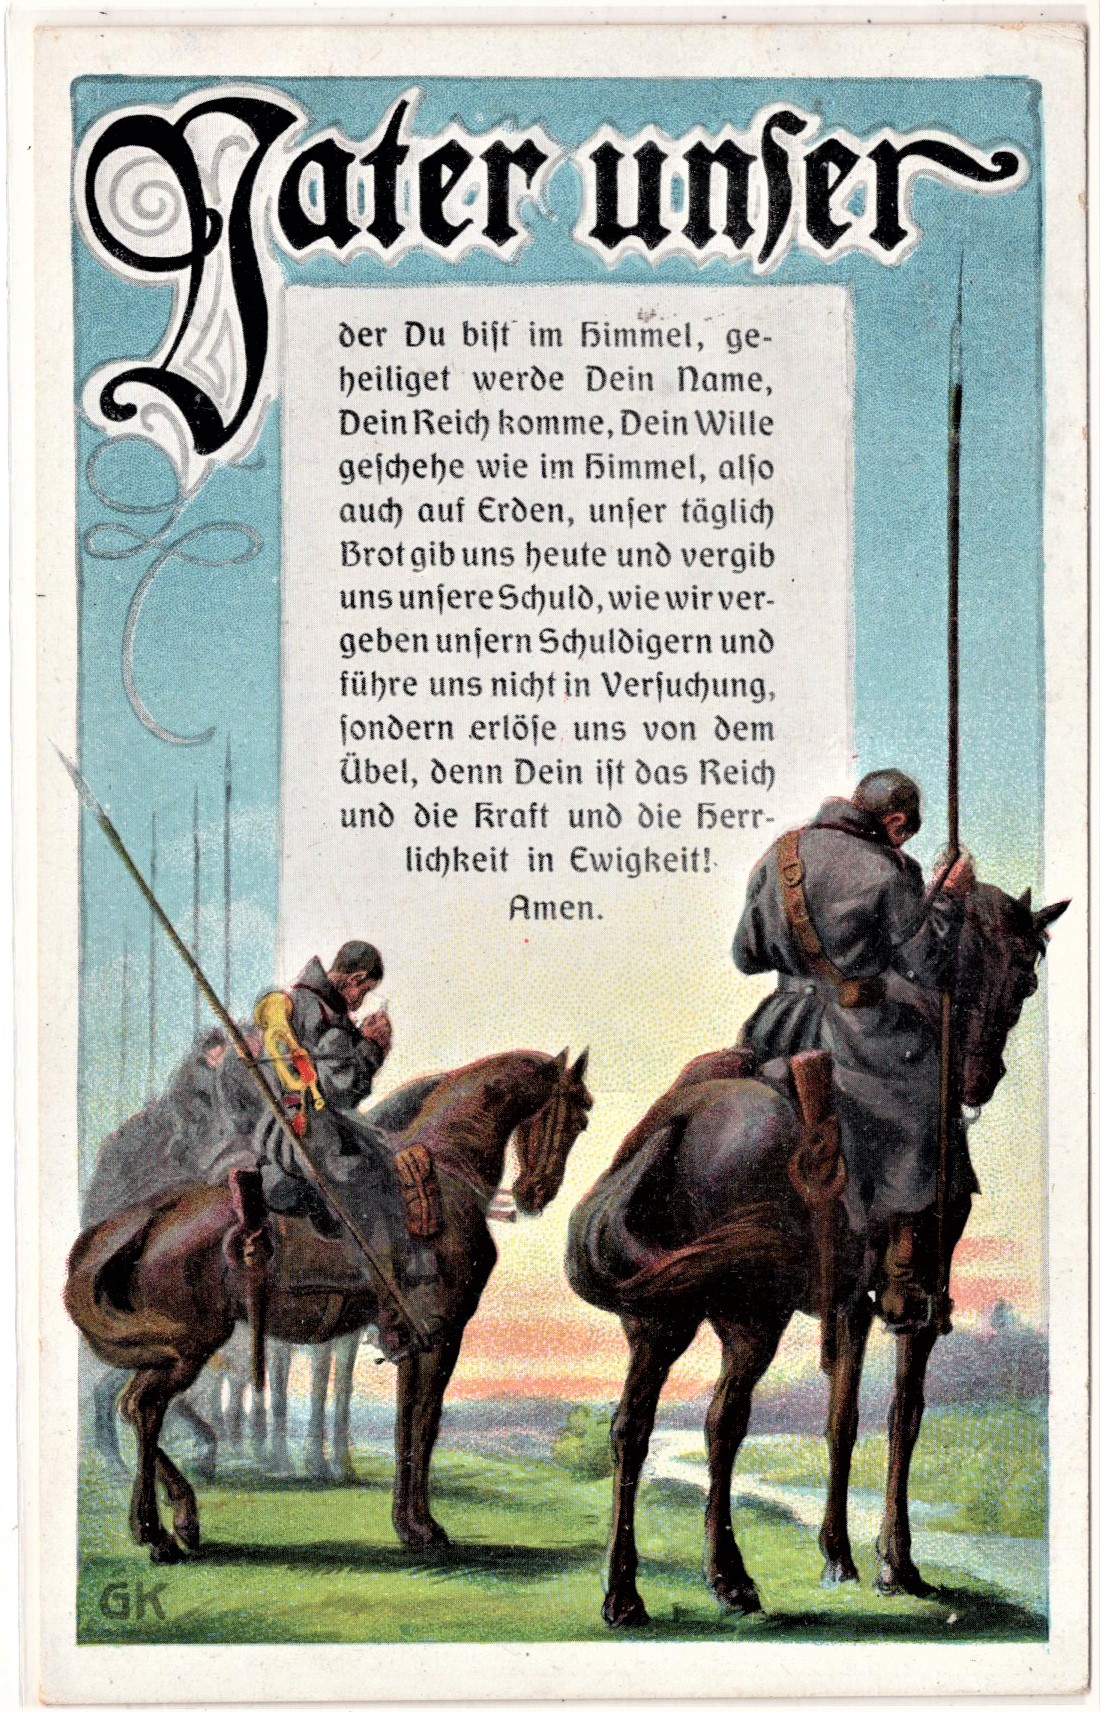 Vater unser
der Du bist im Himmel, ge-
heiliget werde Dein Name,
Dein Reich komme, Dein Wille
geschehe wie im Himmel, also
auch auf Erden, unser täglich
Brot gib uns heute und vergib
uns unsere Schuld, wie wir ver-
geben unsern Schuldigern und
führe uns nicht in Versuchung,
sondern erlöse uns von dem
Übel, denn Dein ist das Reich
und die Kraft und die Herr-
lichkeit in Ewigkeit!
Amen.
GK